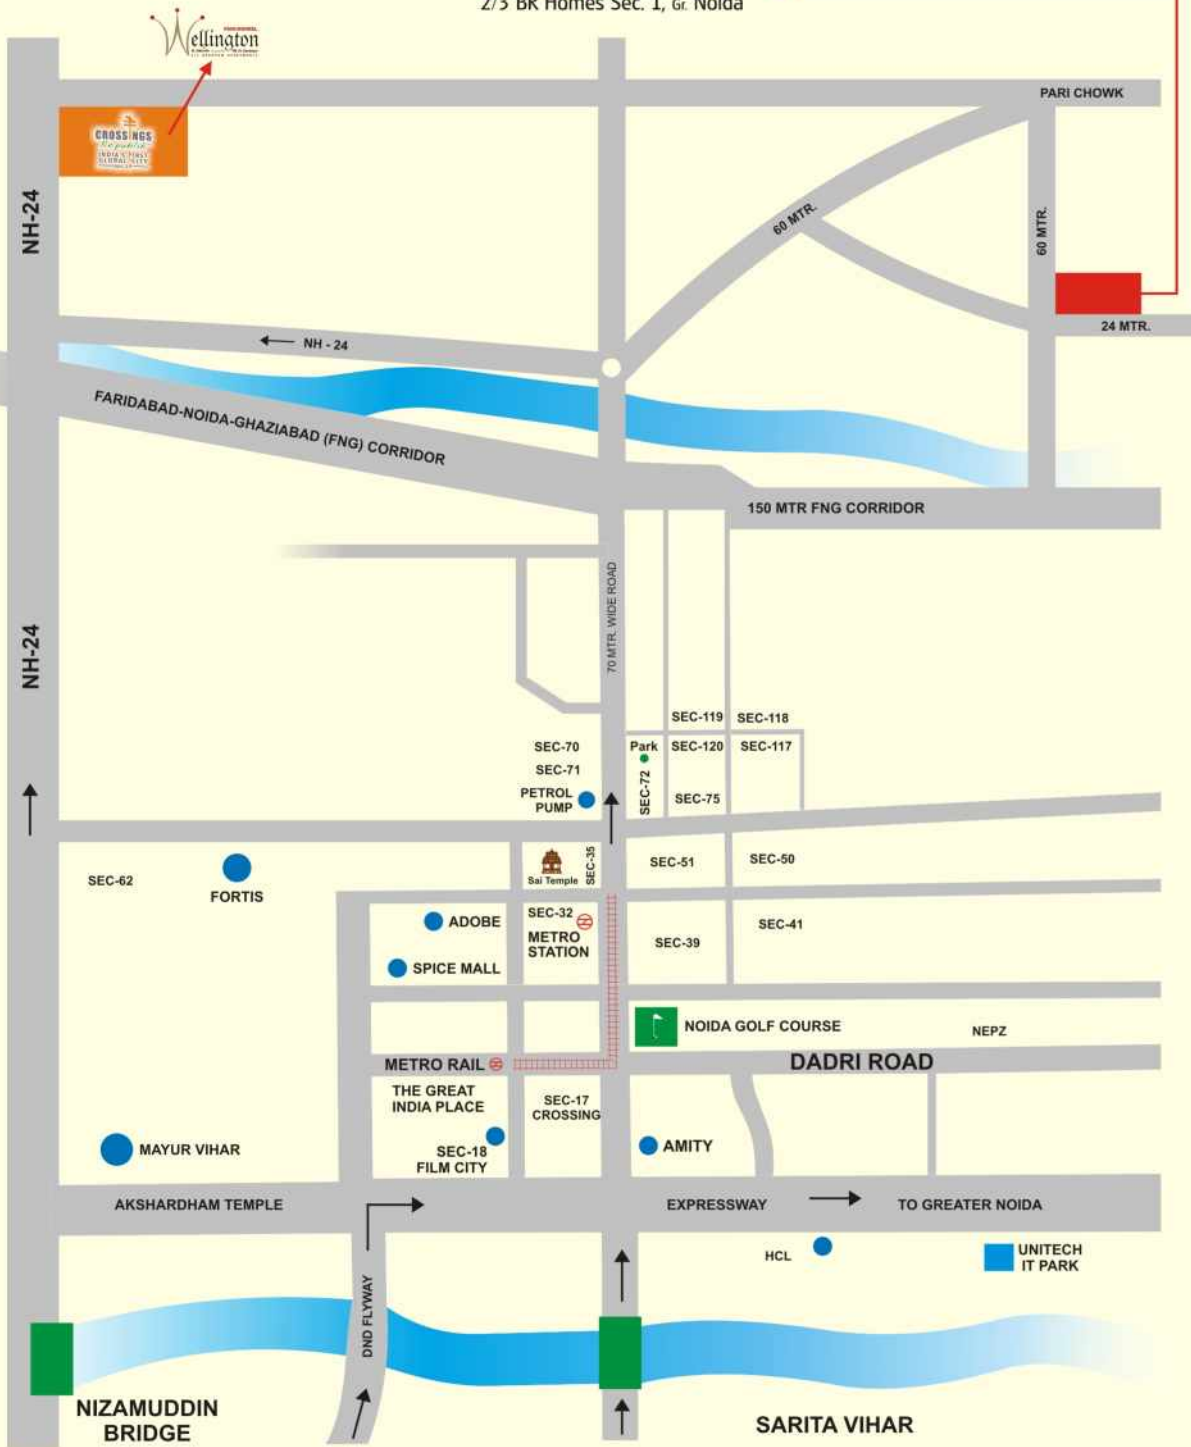 2/3 BR Homes Sec. 1, Gr. Noida
Wellington
PARI CHOWK
CROSSINGS
Republik
INDIA'S FIRST
GLOBAL CITY
NH-24
60 MTR.
60 MTR.
24 MTR.
NH - 24
FARIDABAD-NOIDA-GHAZIABAD (FNG) CORRIDOR
150 MTR FNG CORRIDOR
70 MTR. WIDE ROAD
NH-24
SEC-119
SEC-118
SEC-70
Park
SEC-120
SEC-117
SEC-71
SEC-72
PETROL
PUMP
SEC-75
SEC-62
FORTIS
Sai Temple
SEC-35
SEC-51
SEC-50
ADOBE
SEC-32
METRO
STATION
SEC-39
SEC-41
SPICE MALL
NOIDA GOLF COURSE
NEPZ
METRO RAIL
DADRI ROAD
THE GREAT
INDIA PLACE
SEC-17
CROSSING
MAYUR VIHAR
SEC-18
FILM CITY
AMITY
AKSHARDHAM TEMPLE
EXPRESSWAY
TO GREATER NOIDA
HCL
UNITECH
IT PARK
DND FLYWAY
NIZAMUDDIN
BRIDGE
SARITA VIHAR